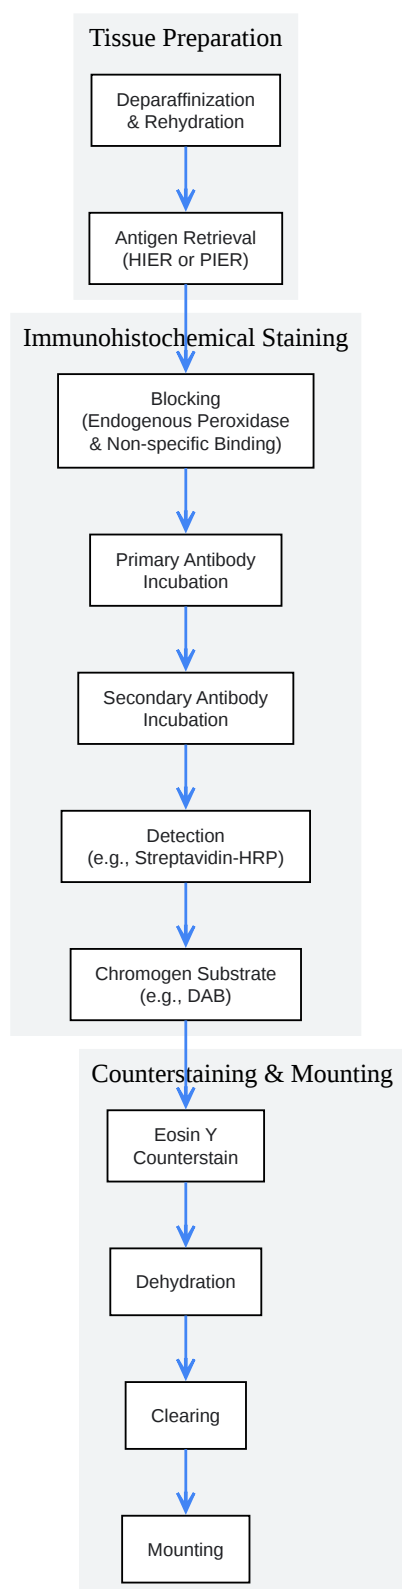 Tissue Preparation
Deparaffinization
& Rehydration
Antigen Retrieval
(HIER or PIER)
Immunohistochemical Staining
Blocking
(Endogenous Peroxidase
& Non-specific Binding)
Primary Antibody
Incubation
Secondary Antibody
Incubation
Detection
(e.g., Streptavidin-HRP)
Chromogen Substrate
(e.g., DAB)
Counterstaining & Mounting
Eosin Y
Counterstain
Dehydration
Clearing
Mounting